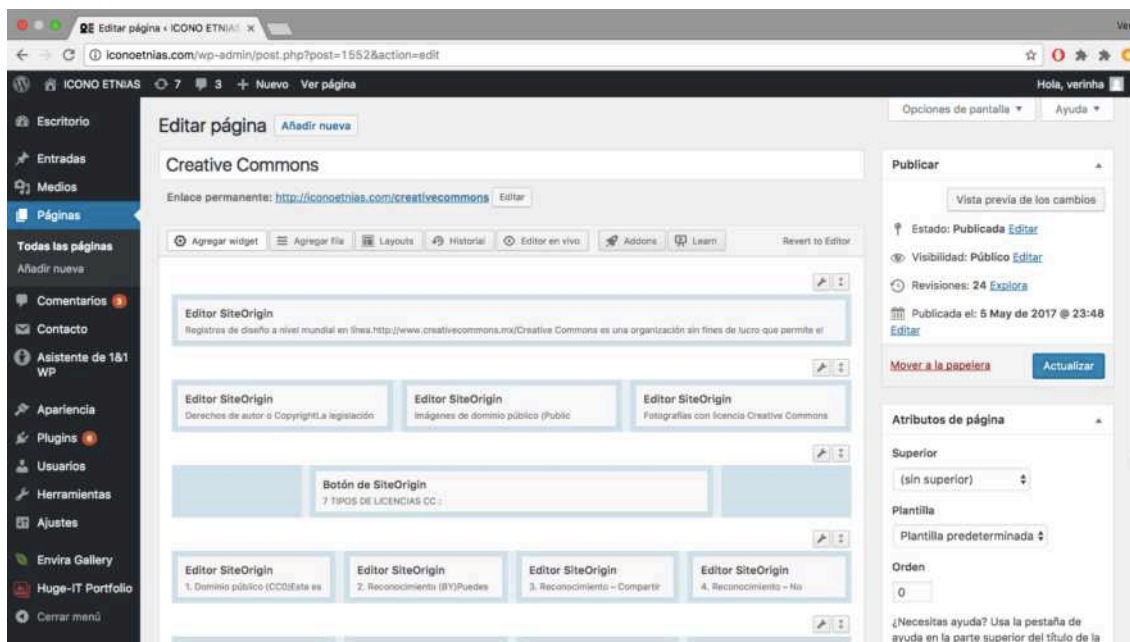 Editar página ‹ ICONO ETNIAS
iconoetnias.com/wp-admin/post.php?post=1552&action=edit
ICONO ETNIAS 7 3 + Nuevo Ver página Hola, verinha
Opciones de pantalla Ayuda
Escritorio
Entradas
Medios
Páginas
Todas las páginas
Añadir nueva
Comentarios 3
Contacto
Asistente de 1&1
WP
Apariencia
Plugins 6
Usuarios
Herramientas
Ajustes
Envira Gallery
Huge-IT Portfolio
Cerrar menú
Editar página Añadir nueva
Creative Commons
Enlace permanente: http://iconoetnias.com/creativecommons Editar
Agregar widget Agregar fila Layouts Historial Editor en vivo Addons Learn Revert to Editor
Editor SiteOrigin
Registros de diseño a nivel mundial en línea.http://www.creativecommons.mx/Creative Commons es una organización sin fines de lucro que permite el
Editor SiteOrigin Editor SiteOrigin Editor SiteOrigin
Derechos de autor o CopyrightLa legislación Imágenes de dominio público (Public Fotografías con licencia Creative Commons
Botón de SiteOrigin
7 TIPOS DE LICENCIAS CC :
Editor SiteOrigin Editor SiteOrigin Editor SiteOrigin Editor SiteOrigin
1. Dominio público (CC0)Esta es 2. Reconocimiento (BY)Puedes 3. Reconocimiento – Compartir 4. Reconocimiento – No
Publicar
Vista previa de los cambios
Estado: Publicada Editar
Visibilidad: Público Editar
Revisiones: 24 Explora
Publicada el: 5 May de 2017 @ 23:48
Editar
Mover a la papelera Actualizar
Atributos de página
Superior
(sin superior)
Plantilla
Plantilla predeterminada
Orden
0
¿Necesitas ayuda? Usa la pestaña de
ayuda en la parte superior del título de la